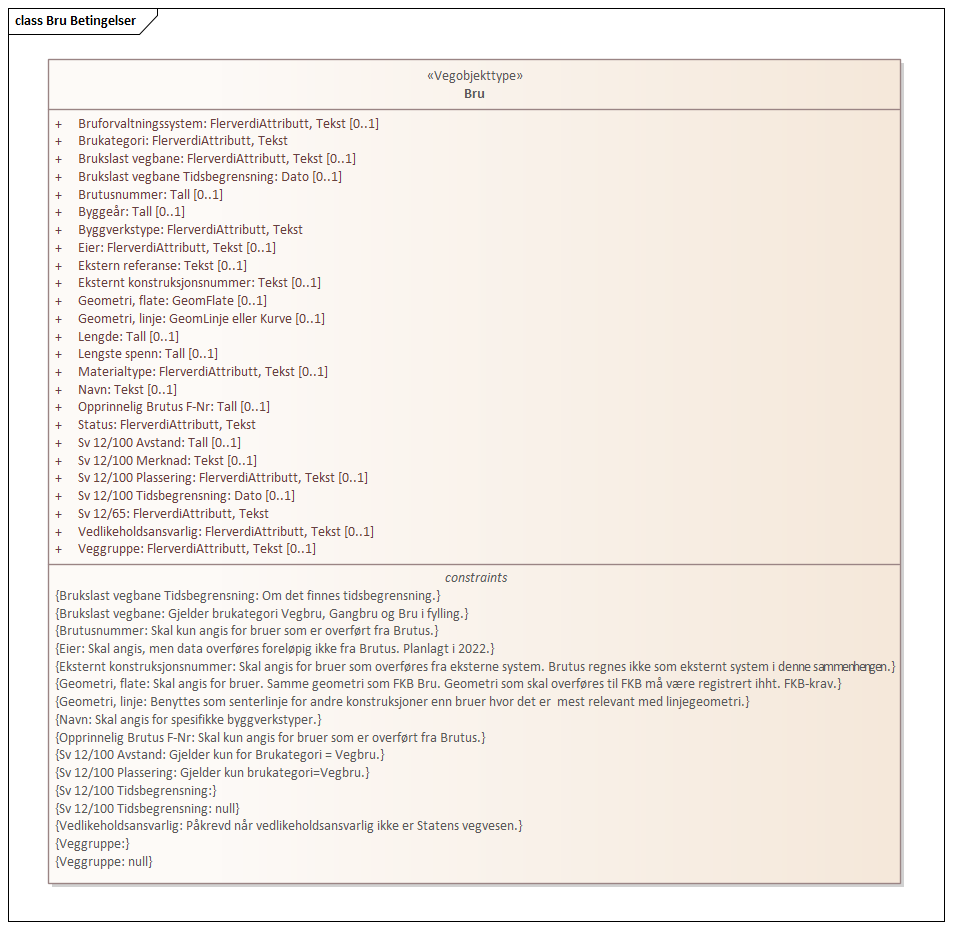 class Bru Betingelser
«Vegobjekttype»
Bru
+ Bruforvaltningssystem: FlerverdiAttributt, Tekst [0..1]
+ Brukategori: FlerverdiAttributt, Tekst
+ Brukslast vegbane: FlerverdiAttributt, Tekst [0..1]
+ Brukslast vegbane Tidsbegrensning: Dato [0..1]
+ Brutusnummer: Tall [0..1]
+ Byggeår: Tall [0..1]
+ Byggverkstype: FlerverdiAttributt, Tekst
+ Eier: FlerverdiAttributt, Tekst [0..1]
+ Ekstern referanse: Tekst [0..1]
+ Eksternt konstruksjonsnummer: Tekst [0..1]
+ Geometri, flate: GeomFlate [0..1]
+ Geometri, linje: GeomLinje eller Kurve [0..1]
+ Lengde: Tall [0..1]
+ Lengste spenn: Tall [0..1]
+ Materialtype: FlerverdiAttributt, Tekst [0..1]
+ Navn: Tekst [0..1]
+ Opprinnelig Brutus F-Nr: Tall [0..1]
+ Status: FlerverdiAttributt, Tekst
+ Sv 12/100 Avstand: Tall [0..1]
+ Sv 12/100 Merknad: Tekst [0..1]
+ Sv 12/100 Plassering: FlerverdiAttributt, Tekst [0..1]
+ Sv 12/100 Tidsbegrensning: Dato [0..1]
+ Sv 12/65: FlerverdiAttributt, Tekst
+ Vedlikeholdsansvarlig: FlerverdiAttributt, Tekst [0..1]
+ Veggruppe: FlerverdiAttributt, Tekst [0..1]
constraints
{Brukslast vegbane Tidsbegrensning: Om det finnes tidsbegrensning.}
{Brukslast vegbane: Gjelder brukategori Vegbru, Gangbru og Bru i fylling.}
{Brutusnummer: Skal kun angis for bruer som er overført fra Brutus.}
{Eier: Skal angis, men data overføres foreløpig ikke fra Brutus. Planlagt i 2022.}
{Eksternt konstruksjonsnummer: Skal angis for bruer som overføres fra eksterne system. Brutus regnes ikke som eksternt system i denne sammenhengen.}
{Geometri, flate: Skal angis for bruer. Samme geometri som FKB Bru. Geometri som skal overføres til FKB må være registrert ihht. FKB-krav.}
{Geometri, linje: Benyttes som senterlinje for andre konstruksjoner enn bruer hvor det er  mest relevant med linjegeometri.}
{Navn: Skal angis for spesifikke byggverkstyper.}
{Opprinnelig Brutus F-Nr: Skal kun angis for bruer som er overført fra Brutus.}
{Sv 12/100 Avstand: Gjelder kun for Brukategori = Vegbru.}
{Sv 12/100 Plassering: Gjelder kun brukategori=Vegbru.}
{Sv 12/100 Tidsbegrensning:}
{Sv 12/100 Tidsbegrensning: null}
{Vedlikeholdsansvarlig: Påkrevd når vedlikeholdsansvarlig ikke er Statens vegvesen.}
{Veggruppe:}
{Veggruppe: null}